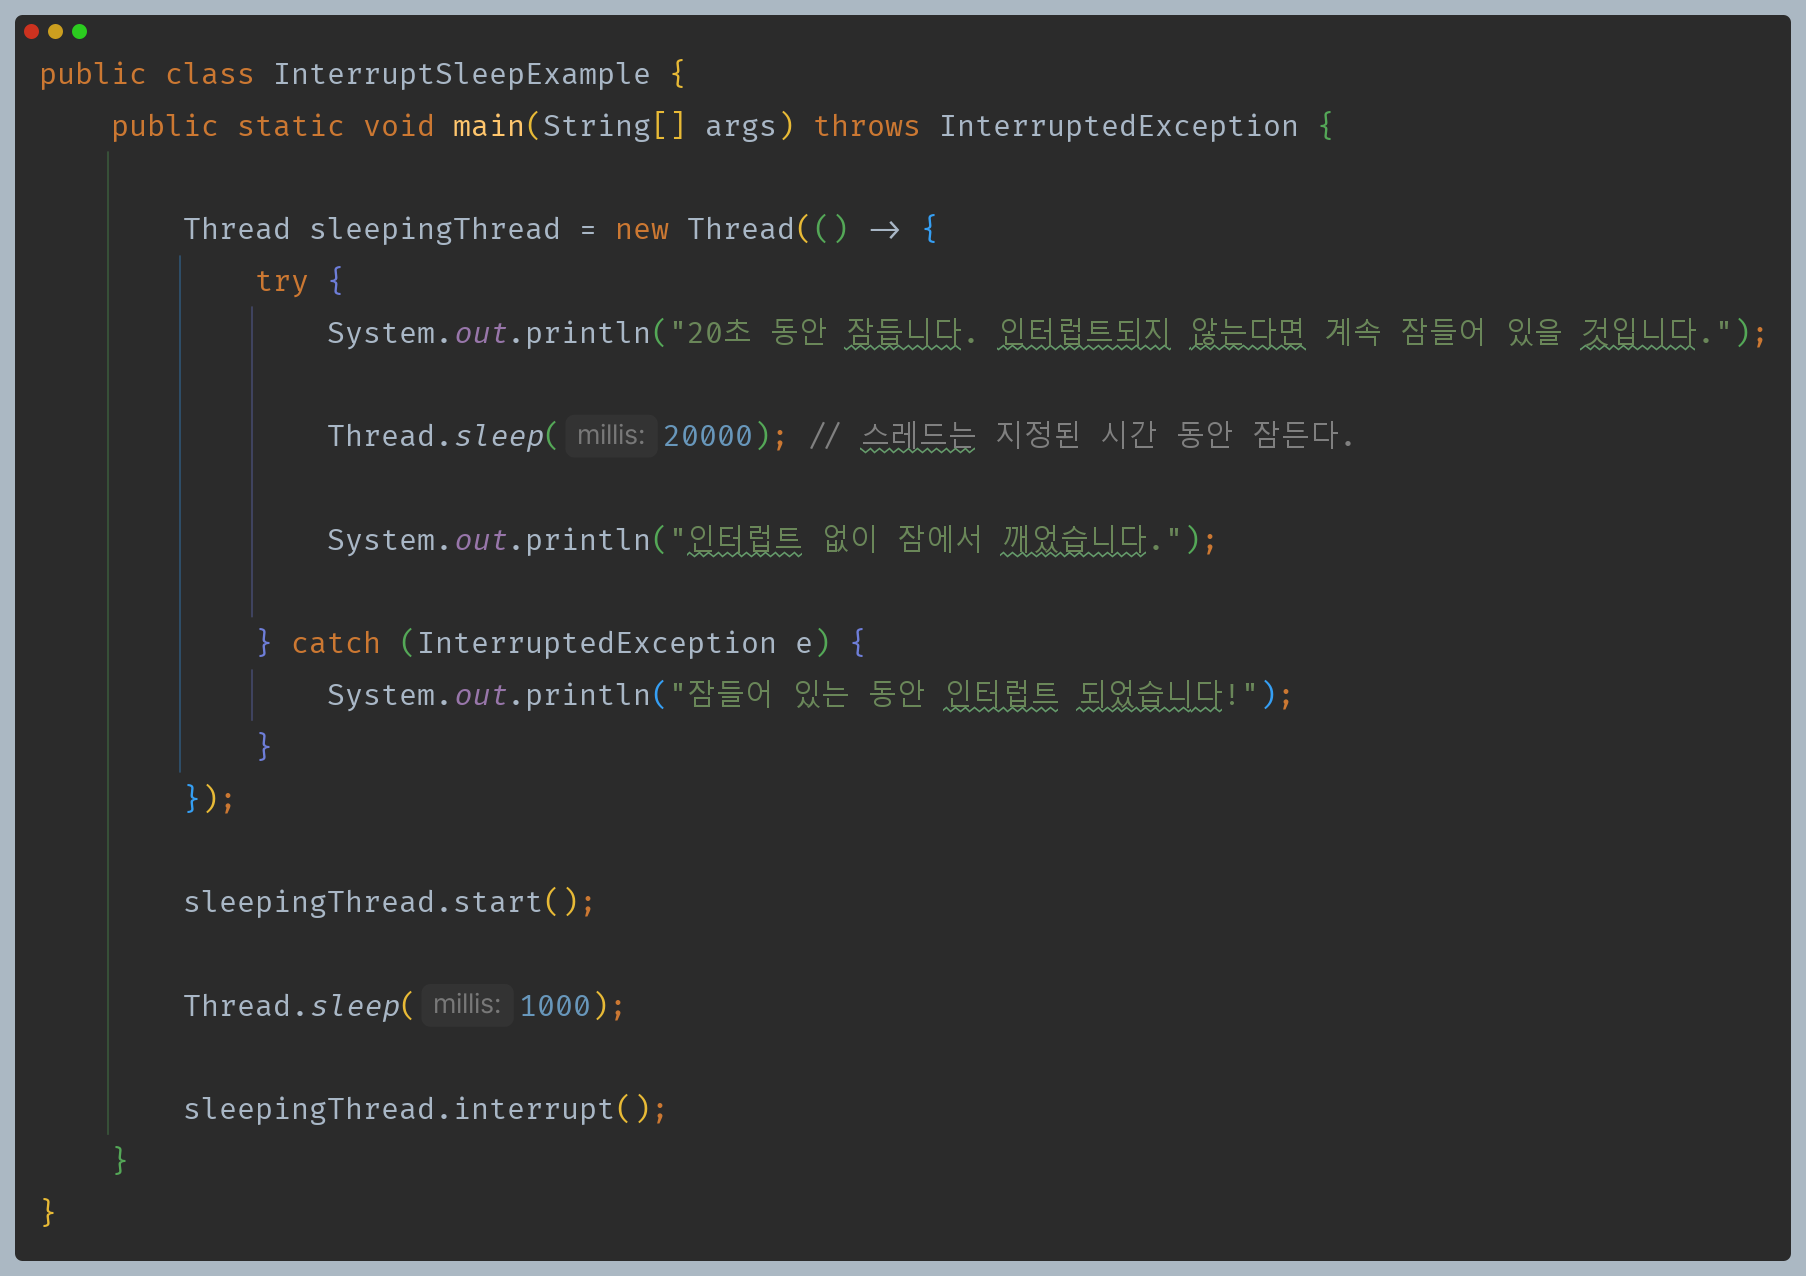 public class InterruptSleepExample {
public static void main(String[] args) throws InterruptedException {
Thread sleepingThread = new Thread(() -> {
try {
System.out.println("20초 동안 잠듭니다. 인터럽트되지 않는다면 계속 잠들어 있을 것입니다.");
Thread.sleep( millis: 20000); // 스레드는 지정된 시간 동안 잠든다.
System.out.println("인터럽트 없이 잠에서 깨었습니다.");
} catch (InterruptedException e) {
System.out.println("잠들어 있는 동안 인터럽트 되었습니다!");
}
});
sleepingThread.start();
Thread.sleep( millis: 1000);
sleepingThread.interrupt();
}
}